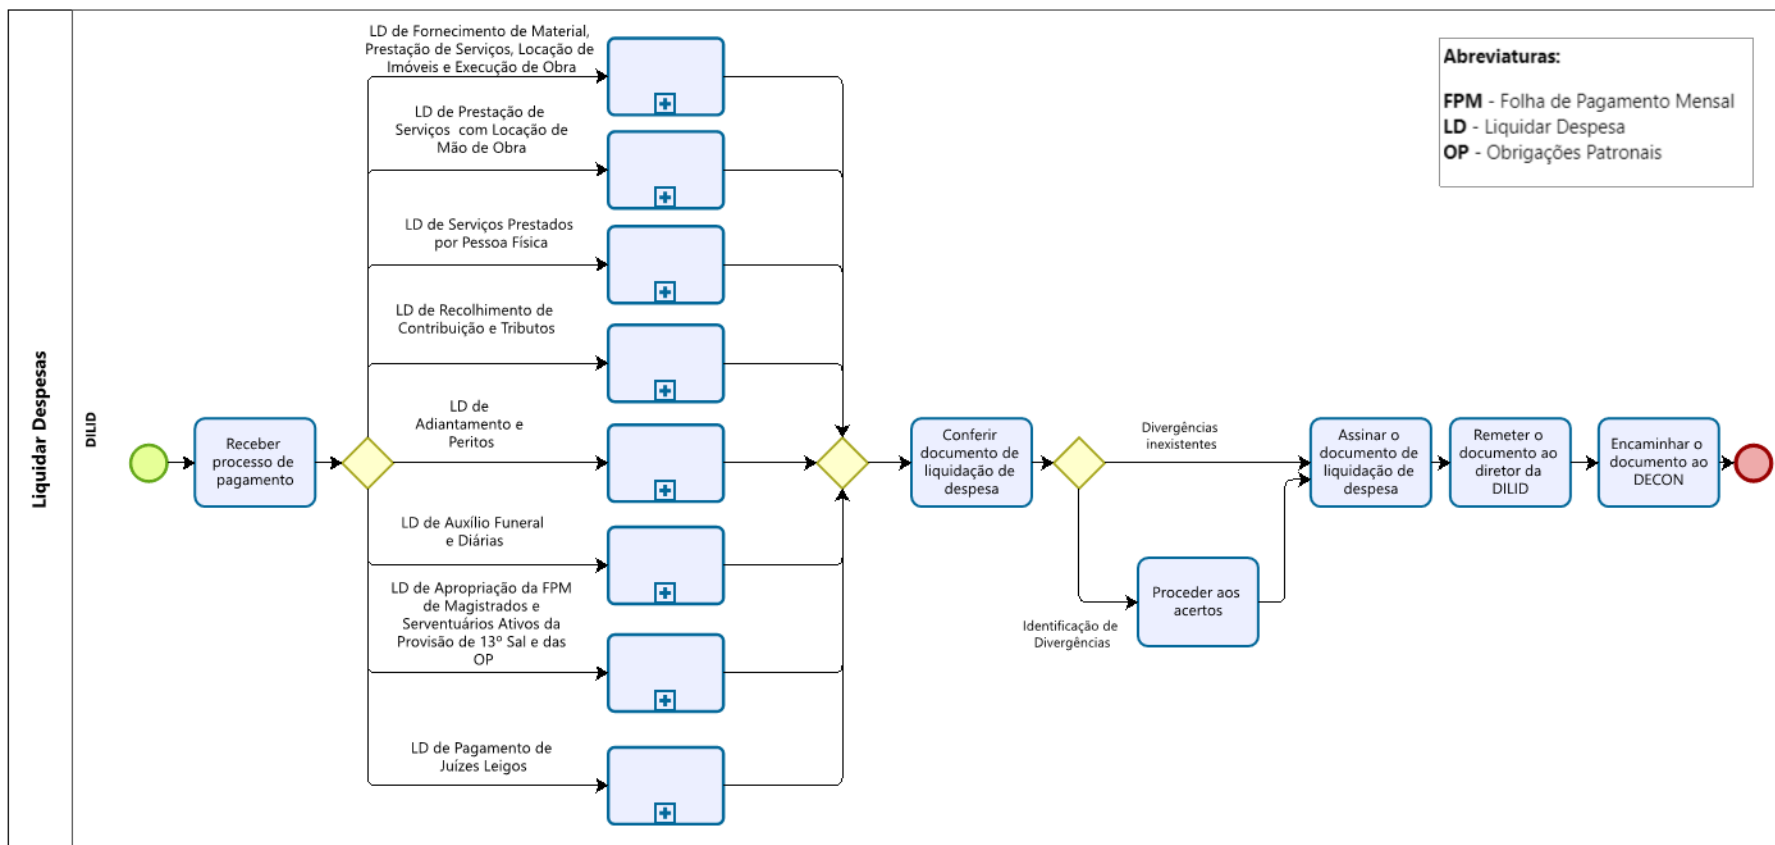 Liquidar Despesas
DILID
Receber
processo de
pagamento
LD de Fornecimento de Material,
Prestação de Serviços, Locação de
Imóveis e Execução de Obra
LD de Prestação de
Serviços  com Locação de
Mão de Obra
LD de Serviços Prestados
por Pessoa Física
LD de Recolhimento de
Contribuição e Tributos
LD de
Adiantamento e
Peritos
LD de Auxílio Funeral
e Diárias
LD de Apropriação da FPM
de Magistrados e
Serventuários Ativos da
Provisão de 13º Sal e das
OP
LD de Pagamento de
Juízes Leigos
Conferir
documento de
liquidação de
despesa
Divergências
inexistentes
Identificação de
Divergências
Proceder aos
acertos
Assinar o
documento de
liquidação de
despesa
Remeter o
documento ao
diretor da
DILID
Encaminhar o
documento ao
DECON
Abreviaturas:
FPM - Folha de Pagamento Mensal
LD - Liquidar Despesa
OP - Obrigações Patronais